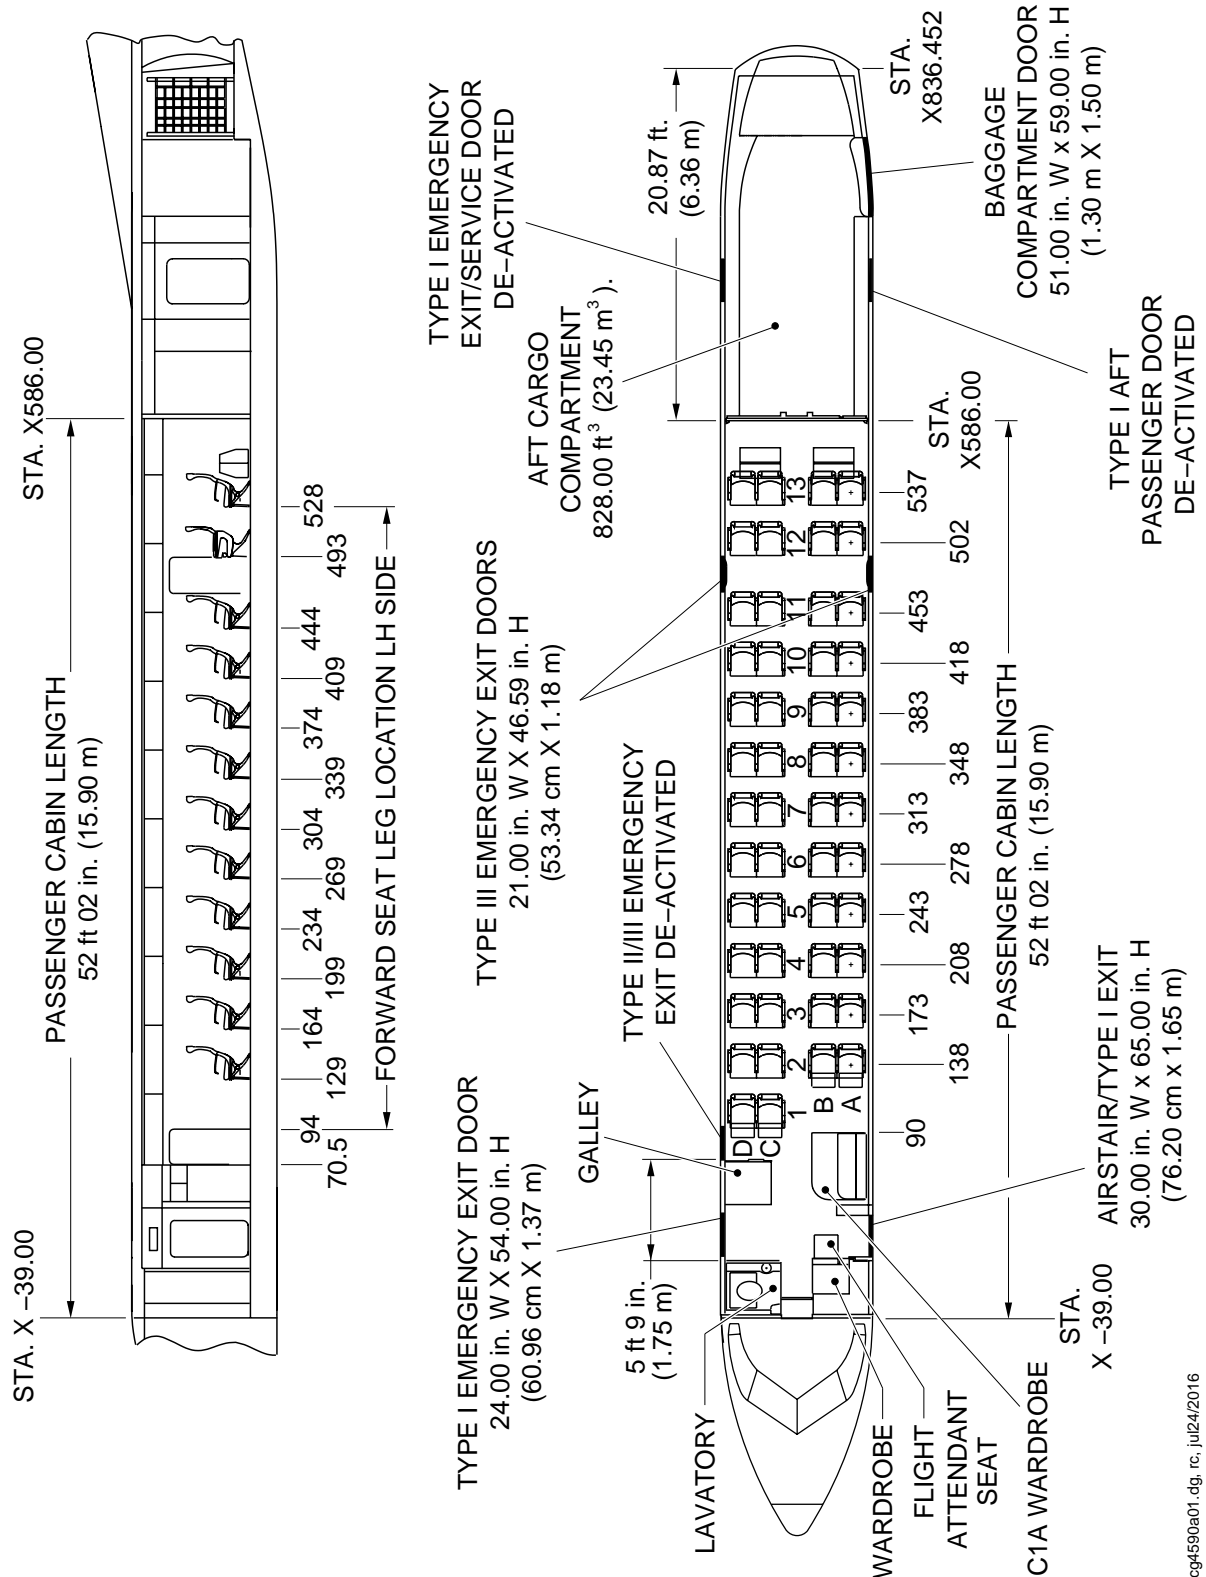 STA. X –39.00
PASSENGER CABIN LENGTH
52 ft 02 in. (15.90 m)
STA. X586.00
70.5
94
129
164
199
234
269
304
339
374
409
444
493
528
FORWARD SEAT LEG LOCATION LH SIDE
TYPE I EMERGENCY EXIT DOOR
24.00 in. W X 54.00 in. H
(60.96 cm X 1.37 m)
GALLEY
TYPE II/III EMERGENCY
EXIT DE–ACTIVATED
TYPE III EMERGENCY EXIT DOORS
21.00 in. W X 46.59 in. H
(53.34 cm X 1.18 m)
AFT CARGO
COMPARTMENT
828.00 ft³ (23.45 m³ ).
TYPE I EMERGENCY
EXIT/SERVICE DOOR
DE–ACTIVATED
5 ft 9 in.
(1.75 m)
20.87 ft.
(6.36 m)
LAVATORY
D
C
1
2
3
4
5
6
7
8
9
10
11
12
13
B
A
WARDROBE
FLIGHT
ATTENDANT
SEAT
C1A WARDROBE
90
138
173
208
243
278
313
348
383
418
453
502
537
STA.
X586.00
STA.
X836.452
PASSENGER CABIN LENGTH
52 ft 02 in. (15.90 m)
STA.
X –39.00
AIRSTAIR/TYPE I EXIT
30.00 in. W x 65.00 in. H
(76.20 cm x 1.65 m)
TYPE I AFT
PASSENGER DOOR
DE–ACTIVATED
BAGGAGE
COMPARTMENT DOOR
51.00 in. W x 59.00 in. H
(1.30 m X 1.50 m)
cg4590a01.dg, rc, jul24/2016